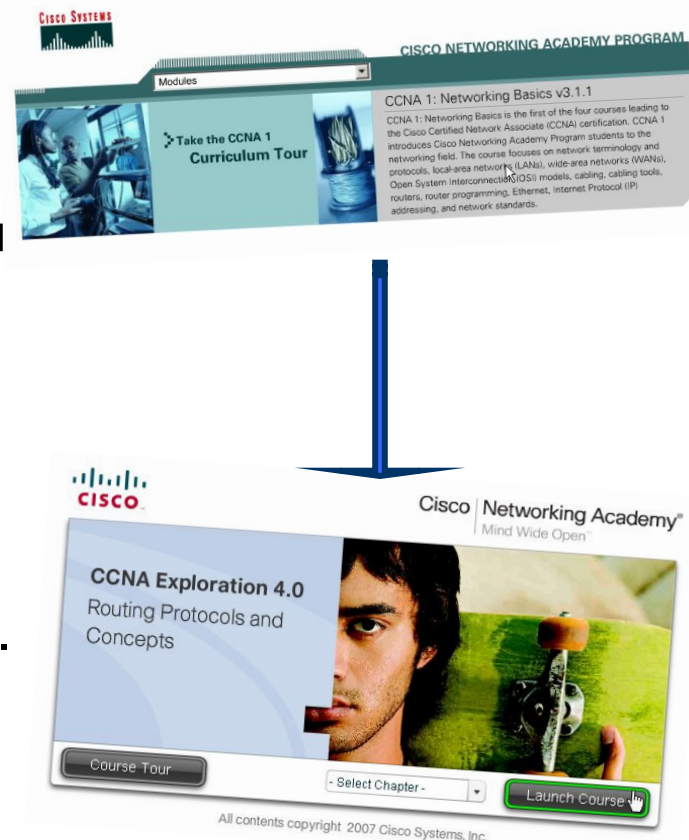 CISCO SYSTEMS
CISCO NETWORKING ACADEMY PROGRAM
Modules
Take the CCNA 1
Curriculum Tour
CCNA 1: Networking Basics v3.1.1
CCNA 1: Networking Basics is the first of the four courses leading to
the Cisco Certified Network Associate (CCNA) certification. CCNA 1
introduces Cisco Networking Academy Program students to the
networking field. The course focuses on network terminology and
protocols, local-area networks (LANs), wide-area networks (WANs),
Open System Interconnection (OSI) models, cabling, cabling tools,
routers, router programming, Ethernet, Internet Protocol (IP)
addressing, and network standards.
CISCO
Cisco | Networking Academy®
Mind Wide Open™
CCNA Exploration 4.0
Routing Protocols and
Concepts
Course Tour
- Select Chapter -
Launch Course
All contents copyright 2007 Cisco Systems, Inc.